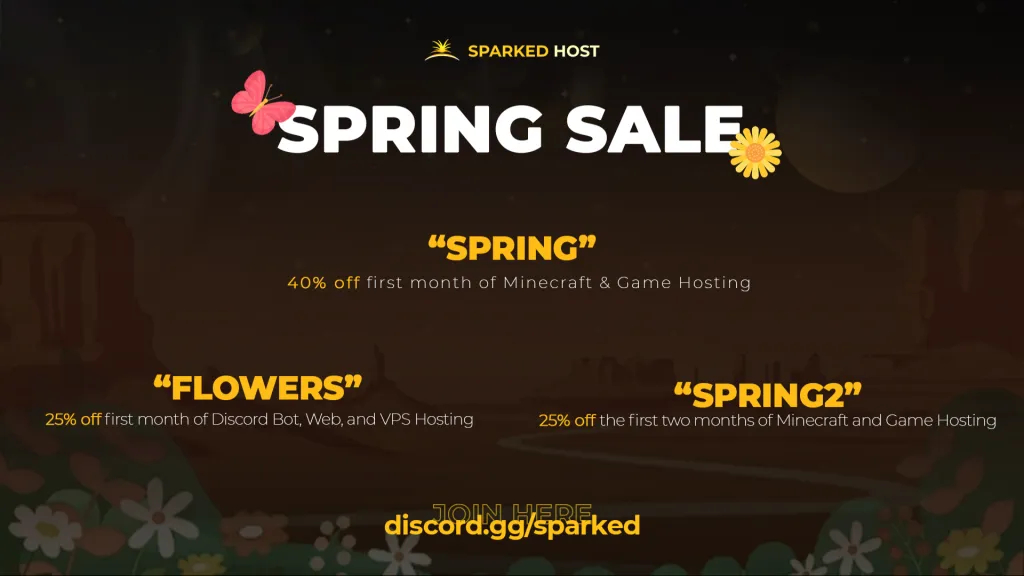 SPARKED HOST
SPRING SALE
“SPRING”
40% off first month of Minecraft & Game Hosting
“FLOWERS”
25% off first month of Discord Bot, Web, and VPS Hosting
“SPRING2”
25% off the first two months of Minecraft and Game Hosting
JOIN HERE
discord.gg/sparked